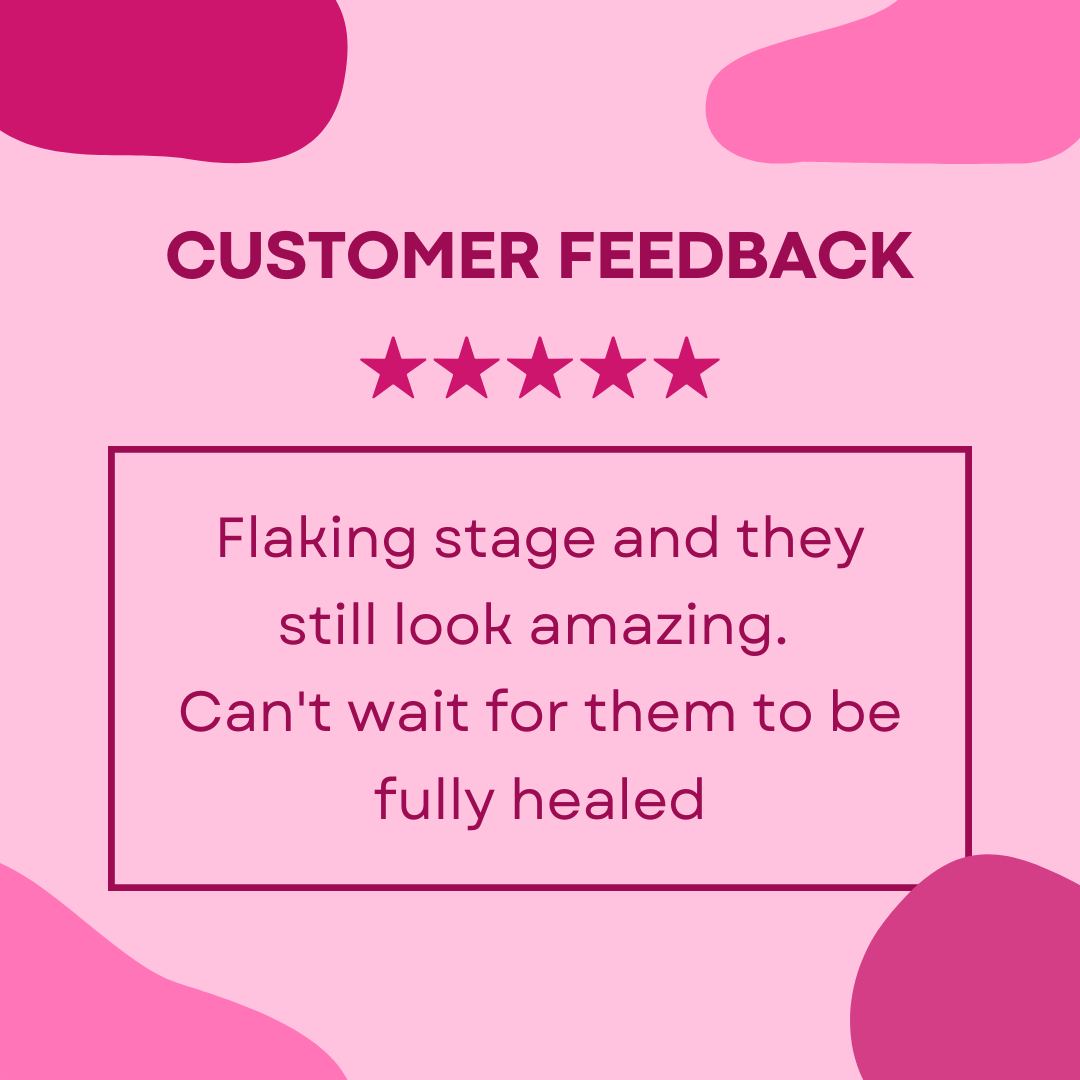 CUSTOMER FEEDBACK
Flaking stage and they
still look amazing.
Can't wait for them to be
fully healed